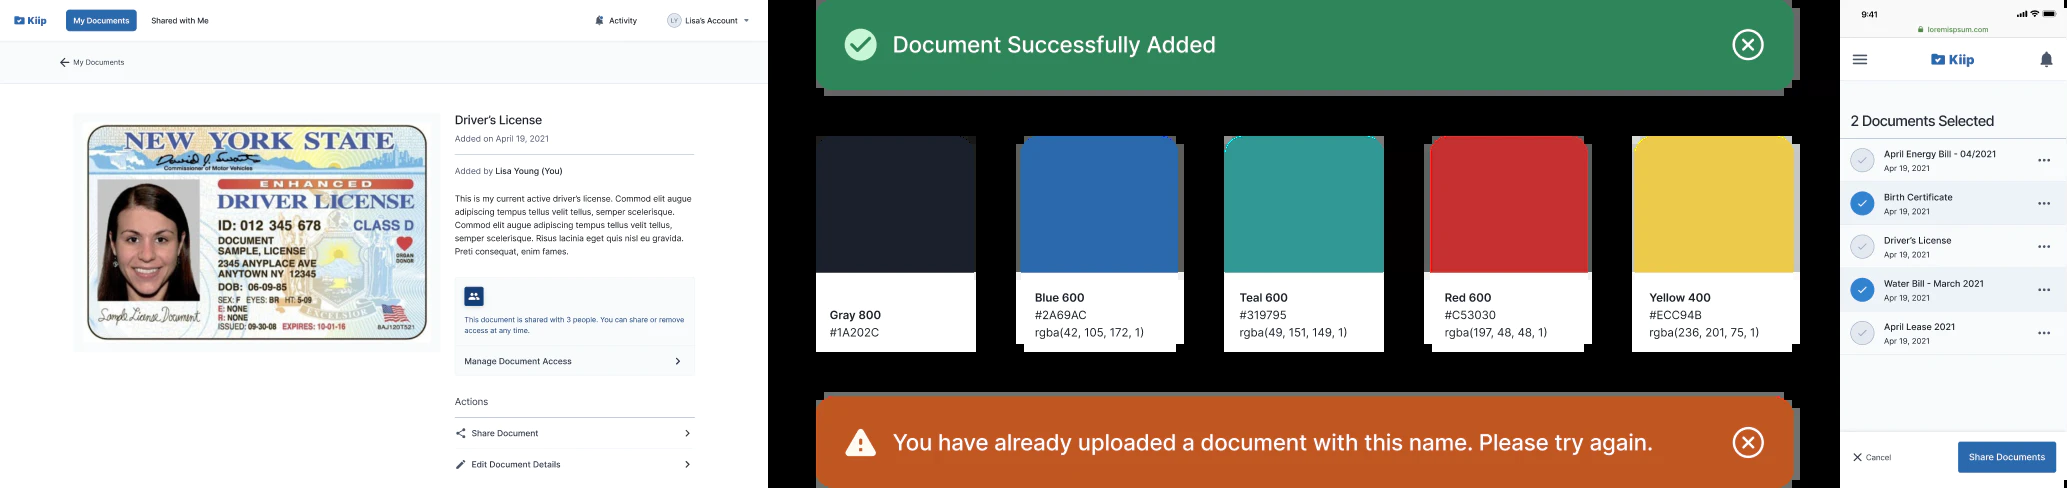 Kiip
My Documents
Shared with Me
Activity
LY
Lisa's Account
My Documents
NEW YORK STATE
Commissioner of Motor Vehicles
ENHANCED
DRIVER LICENSE
ID: 012 345 678 CLASS D
DOCUMENT
SAMPLE, LICENSE
2345 ANYPLACE AVE
ANYTOWN NY 12345
DOB: 06-09-85
SEX: F EYES: BR HT: 5-09
E: NONE
R: NONE
ISSUED: 09-30-08 EXPIRES: 10-01-16
ORGAN
DONOR
EXCELSIOR
Sample License Document
8AJ120T521
Driver's License
Added on April 19, 2021
Added by Lisa Young (You)
This is my current active driver's license. Commod elit augue
adipiscing tempus tellus velit tellus, semper scelerisque.
Commod elit augue adipiscing tempus tellus velit tellus,
semper scelerisque. Risus lacinia eget quis nisl eu gravida.
Preti consequat, enim fames.
This document is shared with 3 people. You can share or remove
access at any time.
Manage Document Access
Actions
Share Document
Edit Document Details
Document Successfully Added
Gray 800
#1A202C
Blue 600
#2A69AC
rgba(42, 105, 172, 1)
Teal 600
#319795
rgba(49, 151, 149, 1)
Red 600
#C53030
rgba(197, 48, 48, 1)
Yellow 400
#ECC94B
rgba(236, 201, 75, 1)
You have already uploaded a document with this name. Please try again.
9:41
loremispsum.com
Kiip
2 Documents Selected
April Energy Bill - 04/2021
Apr 19, 2021
Birth Certificate
Apr 19, 2021
Driver's License
Apr 19, 2021
Water Bill - March 2021
Apr 19, 2021
April Lease 2021
Apr 19, 2021
Cancel
Share Documents